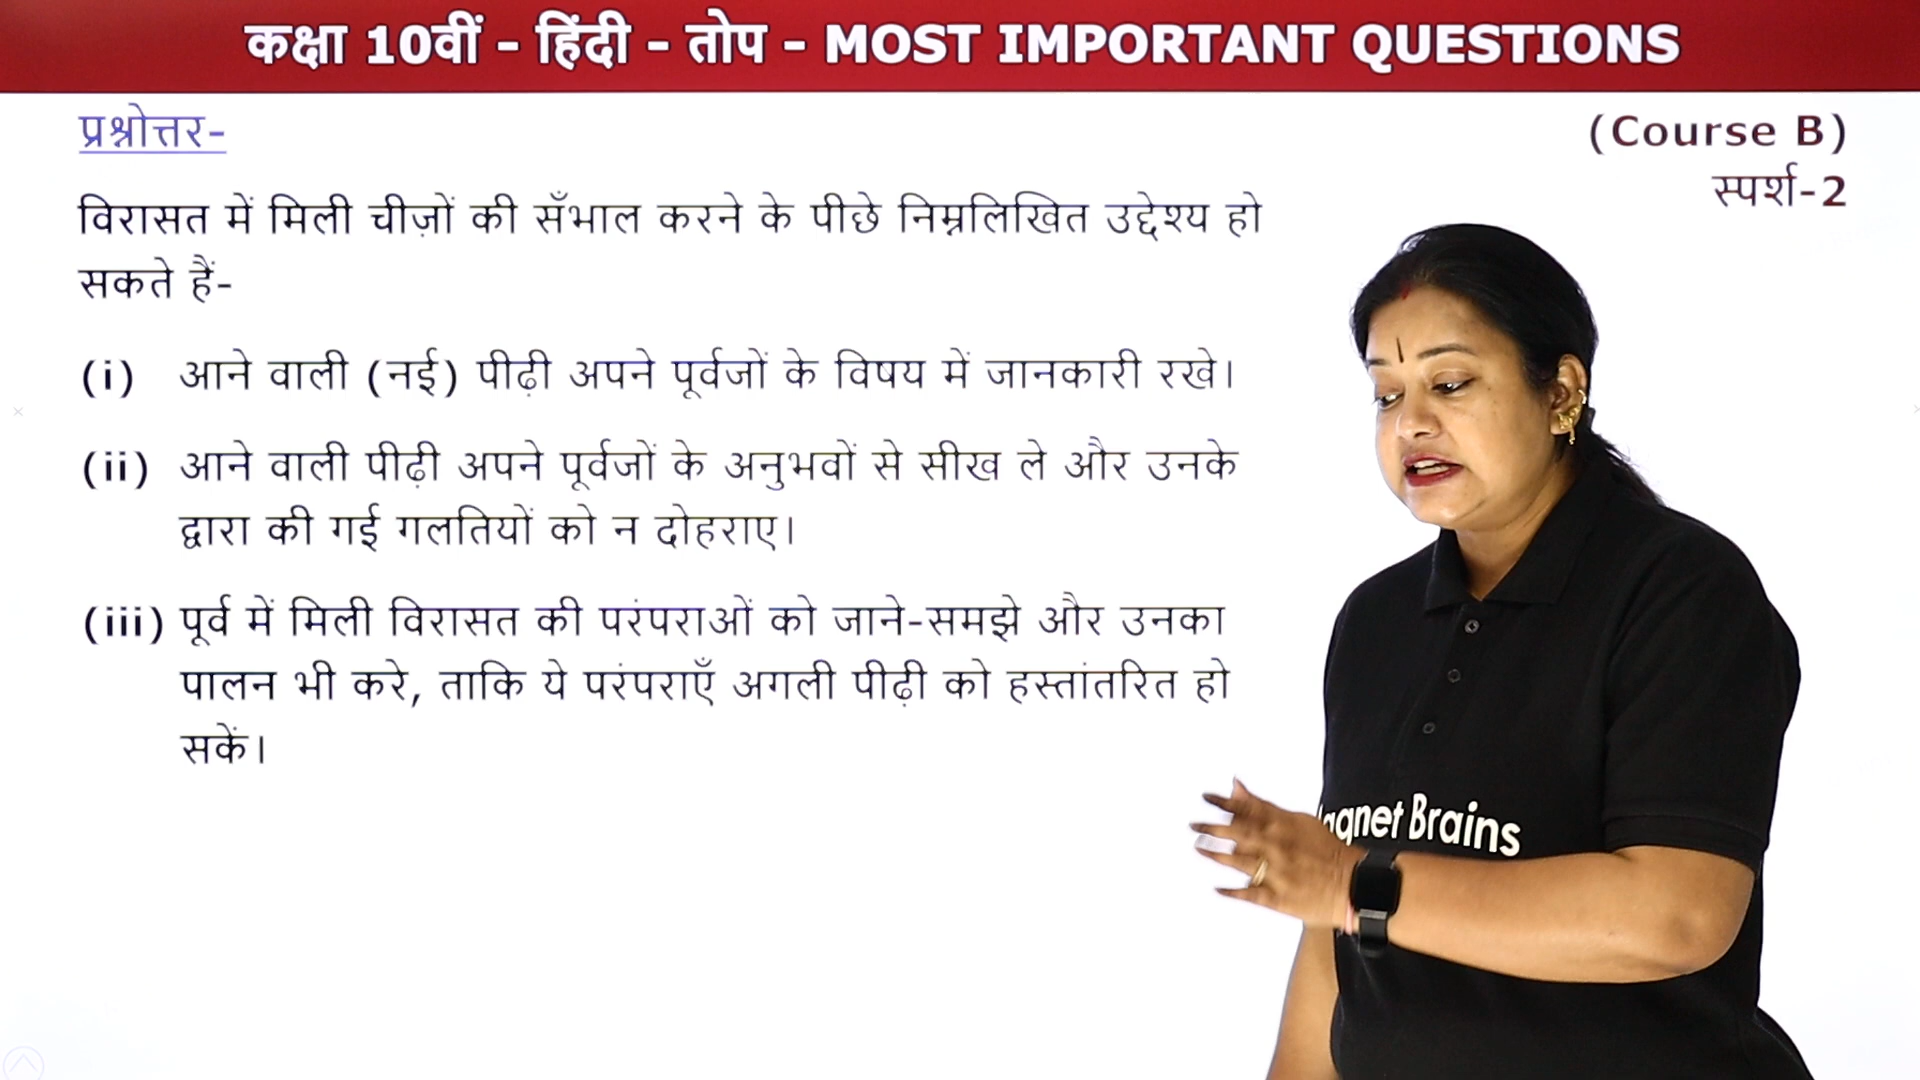 कक्षा 10वीं - हिंदी - तोप - MOST IMPORTANT QUESTIONS
प्रश्नोत्तर-
(Course B)
स्पर्श-2
विरासत में मिली चीज़ों की सँभाल करने के पीछे निम्नलिखित उद्देश्य हो
सकते हैं-
(i) आने वाली (नई) पीढ़ी अपने पूर्वजों के विषय में जानकारी रखे।
(ii) आने वाली पीढ़ी अपने पूर्वजों के अनुभवों से सीख ले और उनके
द्वारा की गई गलतियों को न दोहराए।
(iii) पूर्व में मिली विरासत की परंपराओं को जाने-समझे और उनका
पालन भी करे, ताकि ये परंपराएँ अगली पीढ़ी को हस्तांतरित हो
सकें।
agnet Brains